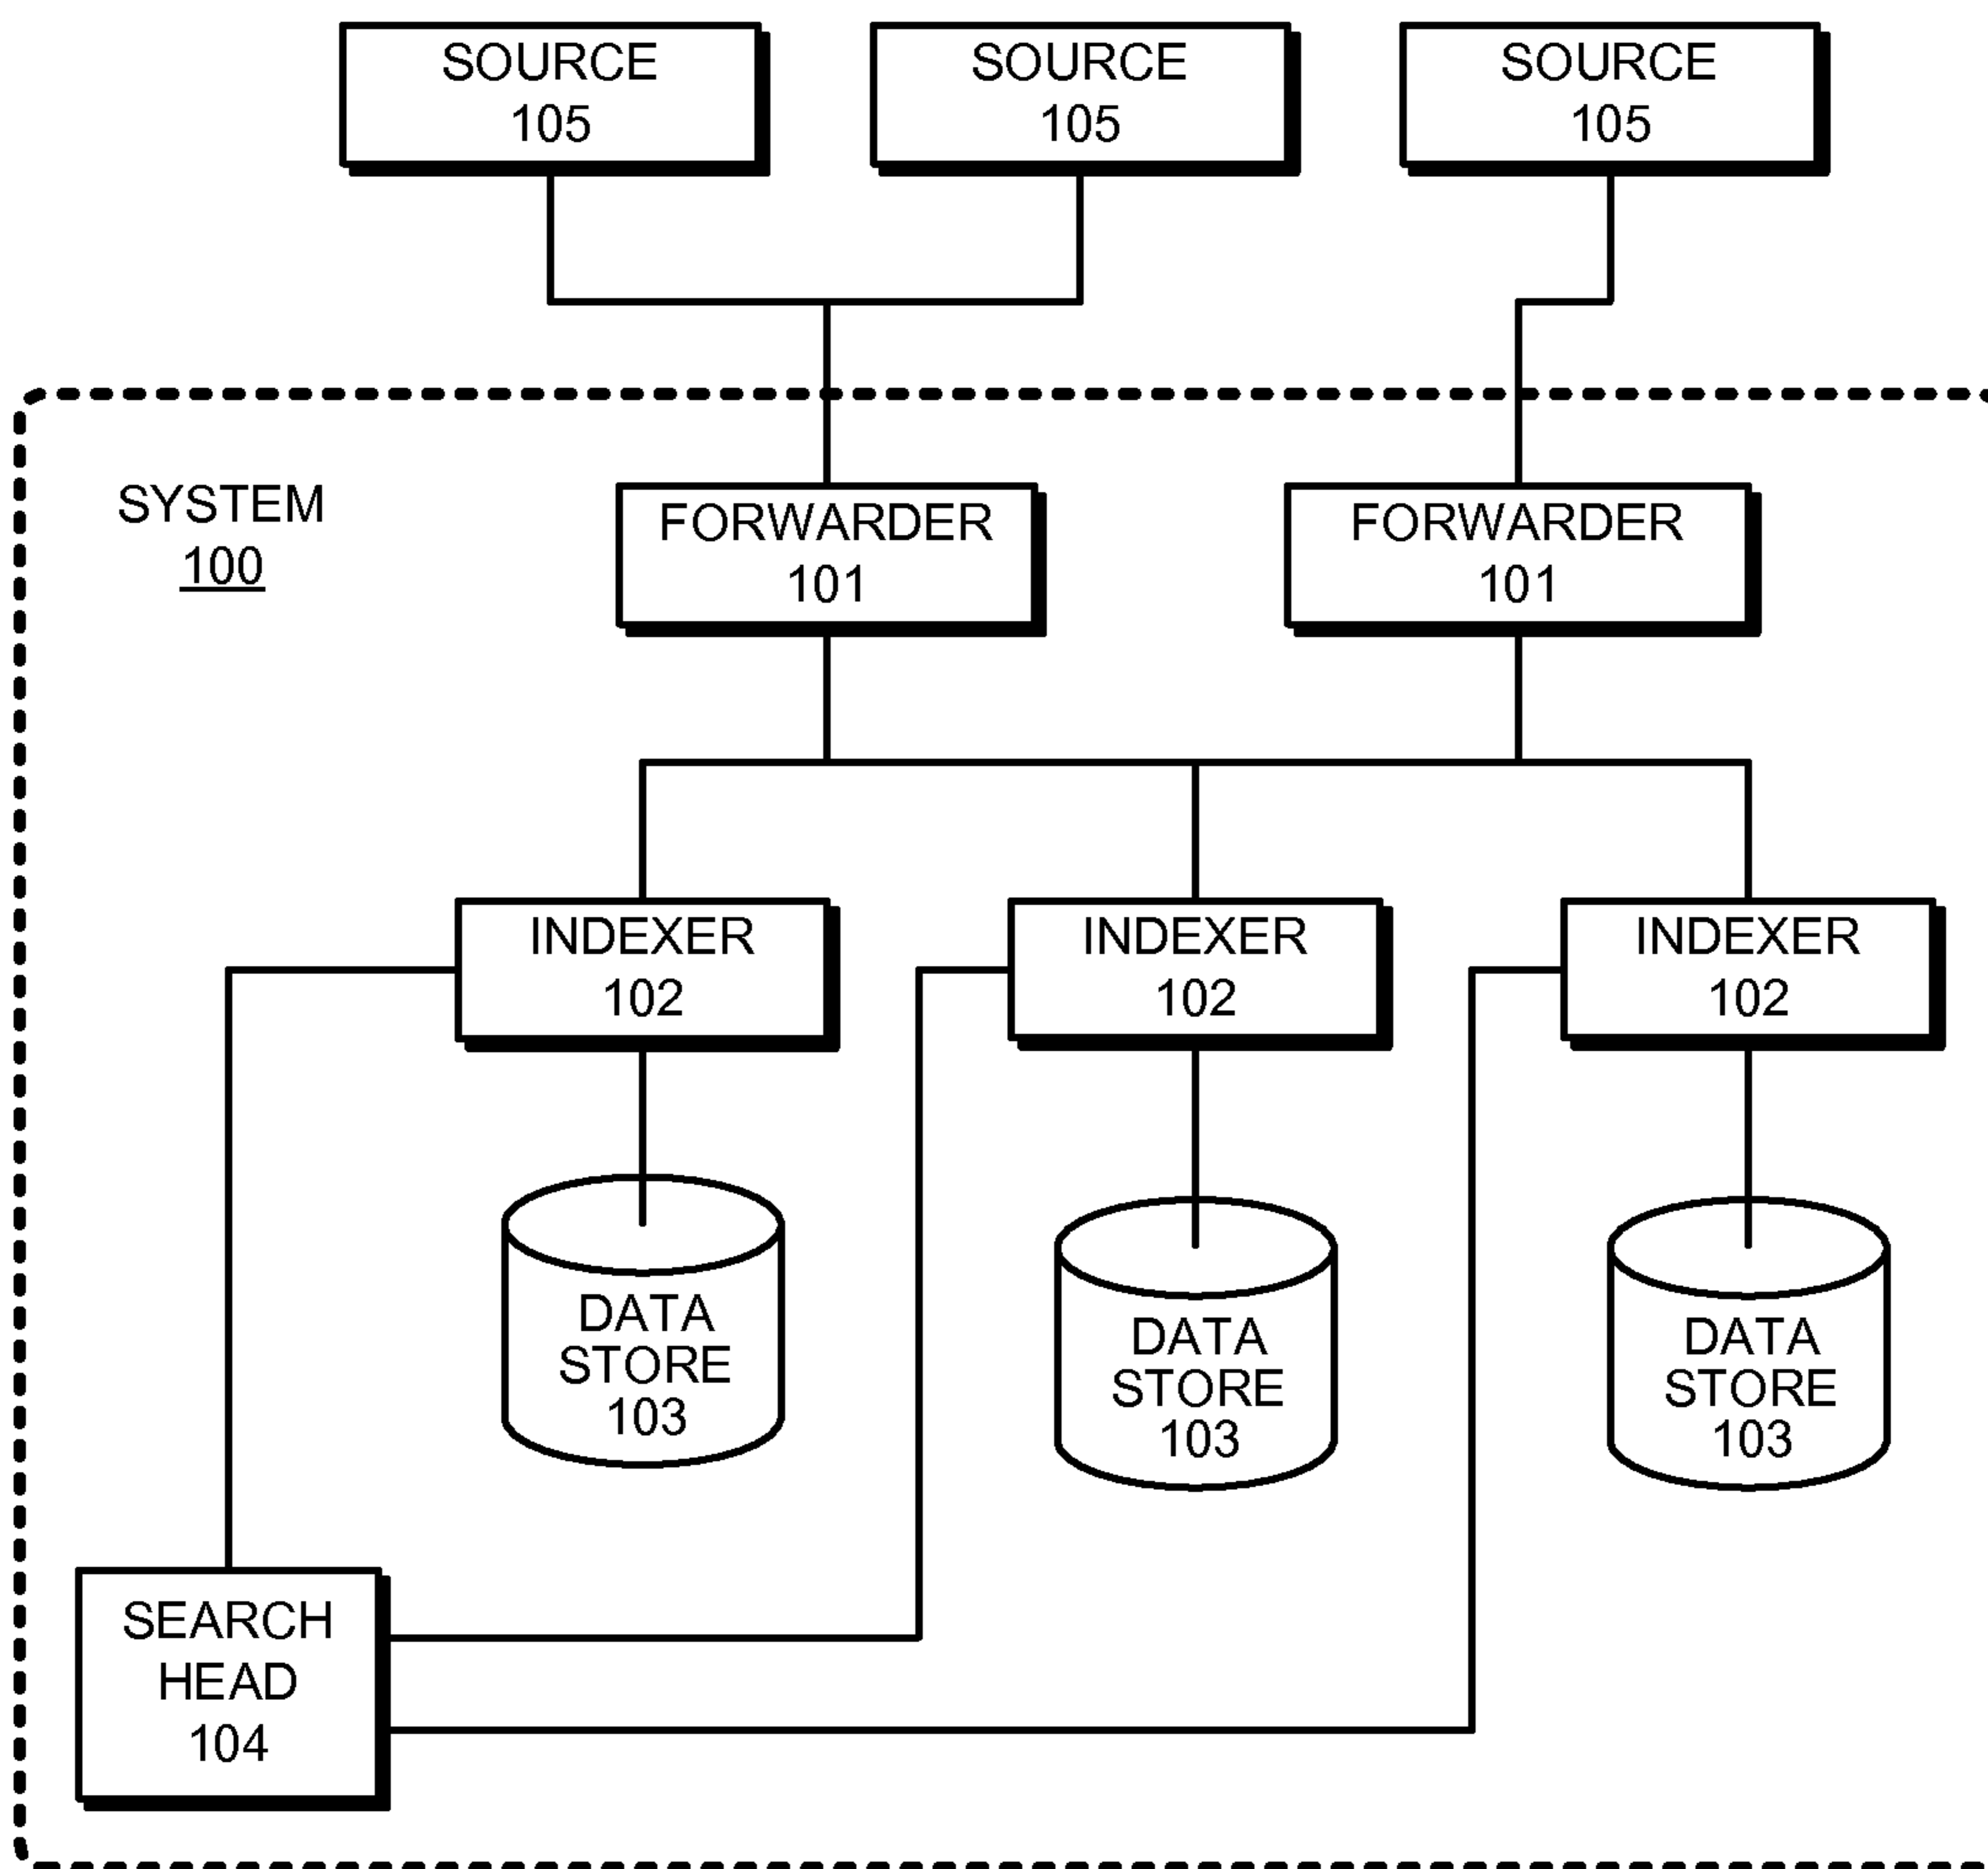 SOURCE
105
SOURCE
105
SOURCE
105
SYSTEM
100
FORWARDER
101
FORWARDER
101
INDEXER
102
INDEXER
102
INDEXER
102
DATA
STORE
103
DATA
STORE
103
DATA
STORE
103
SEARCH
HEAD
104